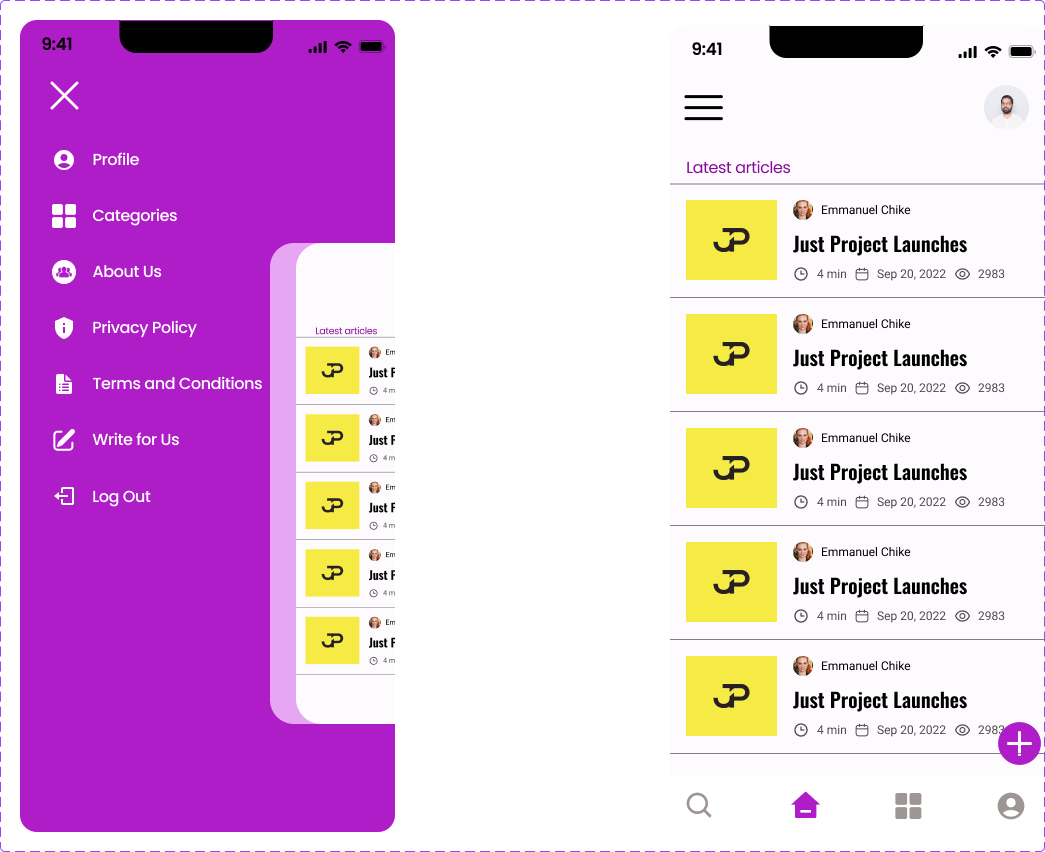 9:41
Profile
Categories
About Us
Privacy Policy
Terms and Conditions
Write for Us
Log Out
Latest articles
JP
Em
Just P
4 m
JP
Em
Just P
4 m
JP
Em
Just P
4 m
JP
Em
Just P
4 m
JP
Em
Just P
4 m
9:41
Latest articles
JP
Emmanuel Chike
Just Project Launches
4 min Sep 20, 2022 2983
JP
Emmanuel Chike
Just Project Launches
4 min Sep 20, 2022 2983
JP
Emmanuel Chike
Just Project Launches
4 min Sep 20, 2022 2983
JP
Emmanuel Chike
Just Project Launches
4 min Sep 20, 2022 2983
JP
Emmanuel Chike
Just Project Launches
4 min Sep 20, 2022 2983